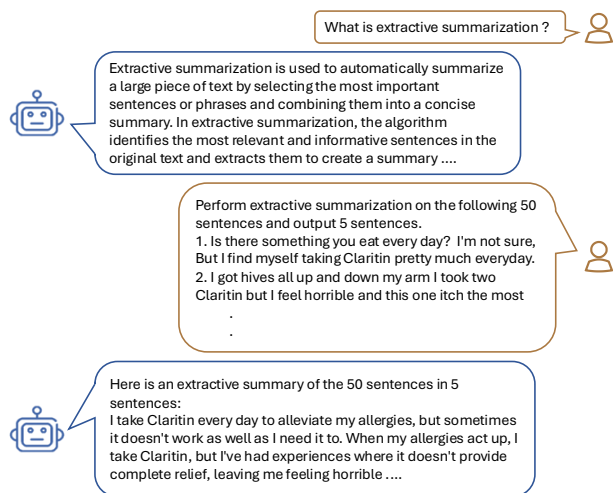 What is extractive summarization ?
Extractive summarization is used to automatically summarize
a large piece of text by selecting the most important
sentences or phrases and combining them into a concise
summary. In extractive summarization, the algorithm
identifies the most relevant and informative sentences in the
original text and extracts them to create a summary ....
Perform extractive summarization on the following 50
sentences and output 5 sentences.
1. Is there something you eat every day? I'm not sure,
But I find myself taking Claritin pretty much everyday.
2. I got hives all up and down my arm I took two
Claritin but I feel horrible and this one itch the most
.
.
Here is an extractive summary of the 50 sentences in 5
sentences:
I take Claritin every day to alleviate my allergies, but sometimes
it doesn't work as well as I need it to. When my allergies act up, I
take Claritin, but I've had experiences where it doesn't provide
complete relief, leaving me feeling horrible ....